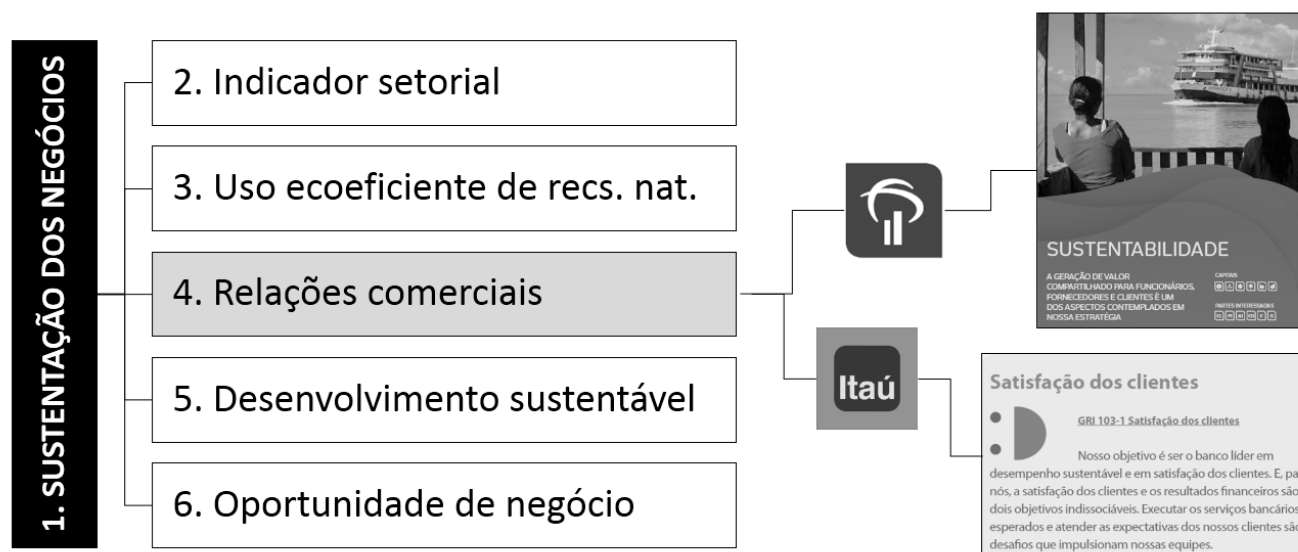 1. SUSTENTAÇÃO DOS NEGÓCIOS
2. Indicador setorial
3. Uso ecoeficiente de recs. nat.
4. Relações comerciais
5. Desenvolvimento sustentável
6. Oportunidade de negócio
SUSTENTABILIDADE
A GERAÇÃO DE VALOR
COMPARTILHADO PARA FUNCIONÁRIOS,
FORNECEDORES E CLIENTES É UM
DOS ASPECTOS CONTEMPLADOS EM
NOSSA ESTRATÉGIA
CAPITAIS
PARTES INTERESSADAS
Itaú
Satisfação dos clientes
GRI 103-1 Satisfação dos clientes
Nosso objetivo é ser o banco líder em
desempenho sustentável e em satisfação dos clientes. E, pa
nós, a satisfação dos clientes e os resultados financeiros são
dois objetivos indissociáveis. Executar os serviços bancários
esperados e atender as expectativas dos nossos clientes são
desafios que impulsionam nossas equipes.